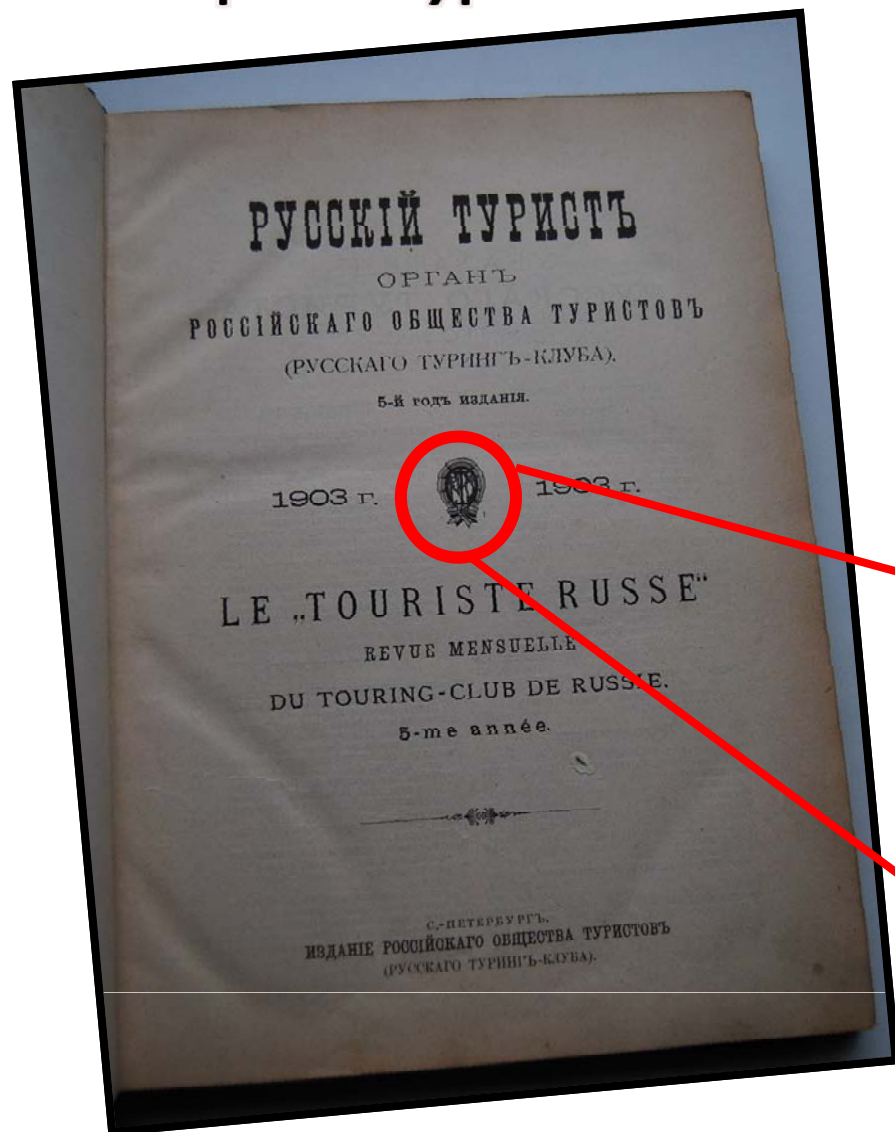 РУССКІЙ ТУРИСТЪ
ОРГАНЪ
РОССІЙСКАГО ОБЩЕСТВА ТУРИСТОВЪ
(РУССКАГО ТУРИНГЪ-КЛУБА).
5-й годъ изданія.
1903 г. 1903 г.
LE „TOURISTE RUSSE“
REVUE MENSUELLE
DU TOURING-CLUB DE RUSSIE.
5-me année.
С.-ПЕТЕРБУРГЪ.
ИЗДАНІЕ РОССІЙСКАГО ОБЩЕСТВА ТУРИСТОВЪ
(РУССКАГО ТУРИНГЪ-КЛУБА).